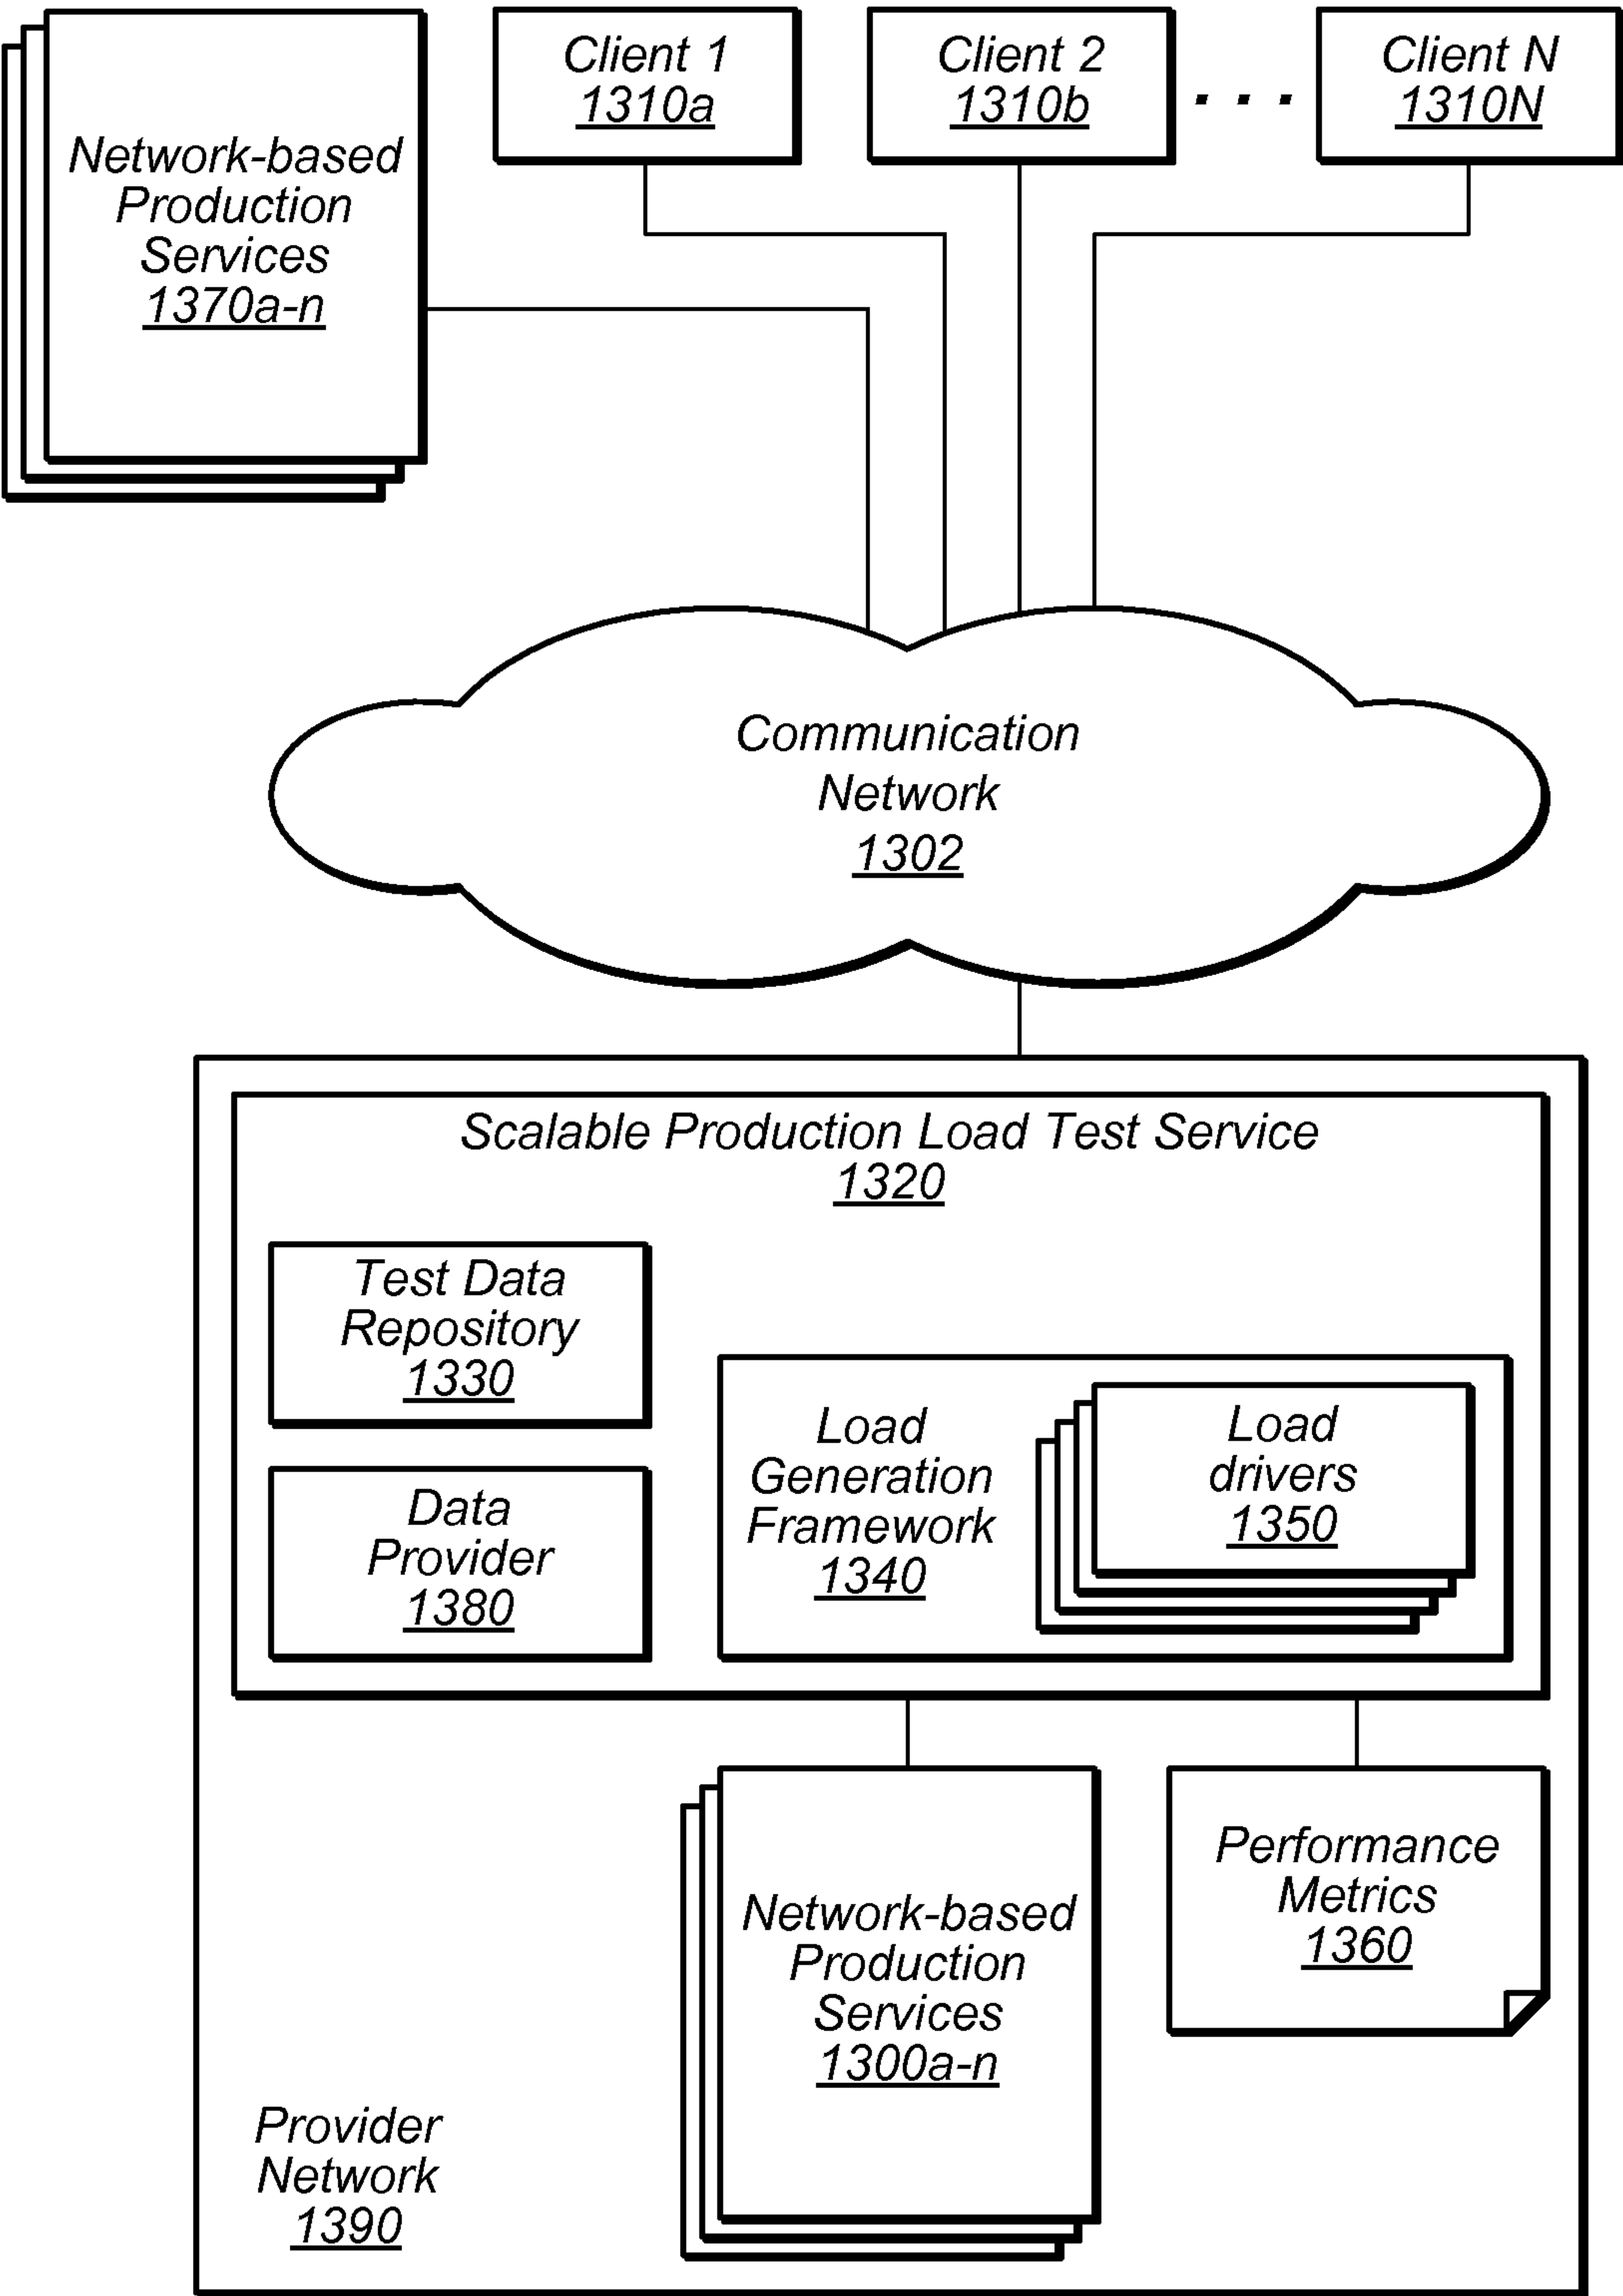 Network-based
Production
Services
1370a-n
Client 1
1310a
Client 2
1310b
. . .
Client N
1310N
Communication
Network
1302
Scalable Production Load Test Service
1320
Test Data
Repository
1330
Data
Provider
1380
Load
Generation
Framework
1340
Load
drivers
1350
Network-based
Production
Services
1300a-n
Performance
Metrics
1360
Provider
Network
1390